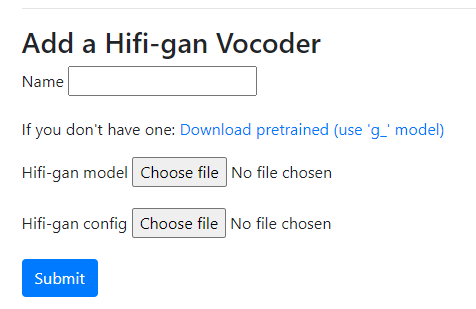 Add a Hifi-gan Vocoder
Name
If you don't have one: Download pretrained (use 'g_' model)
Hifi-gan model Choose file No file chosen
Hifi-gan config Choose file No file chosen
Submit